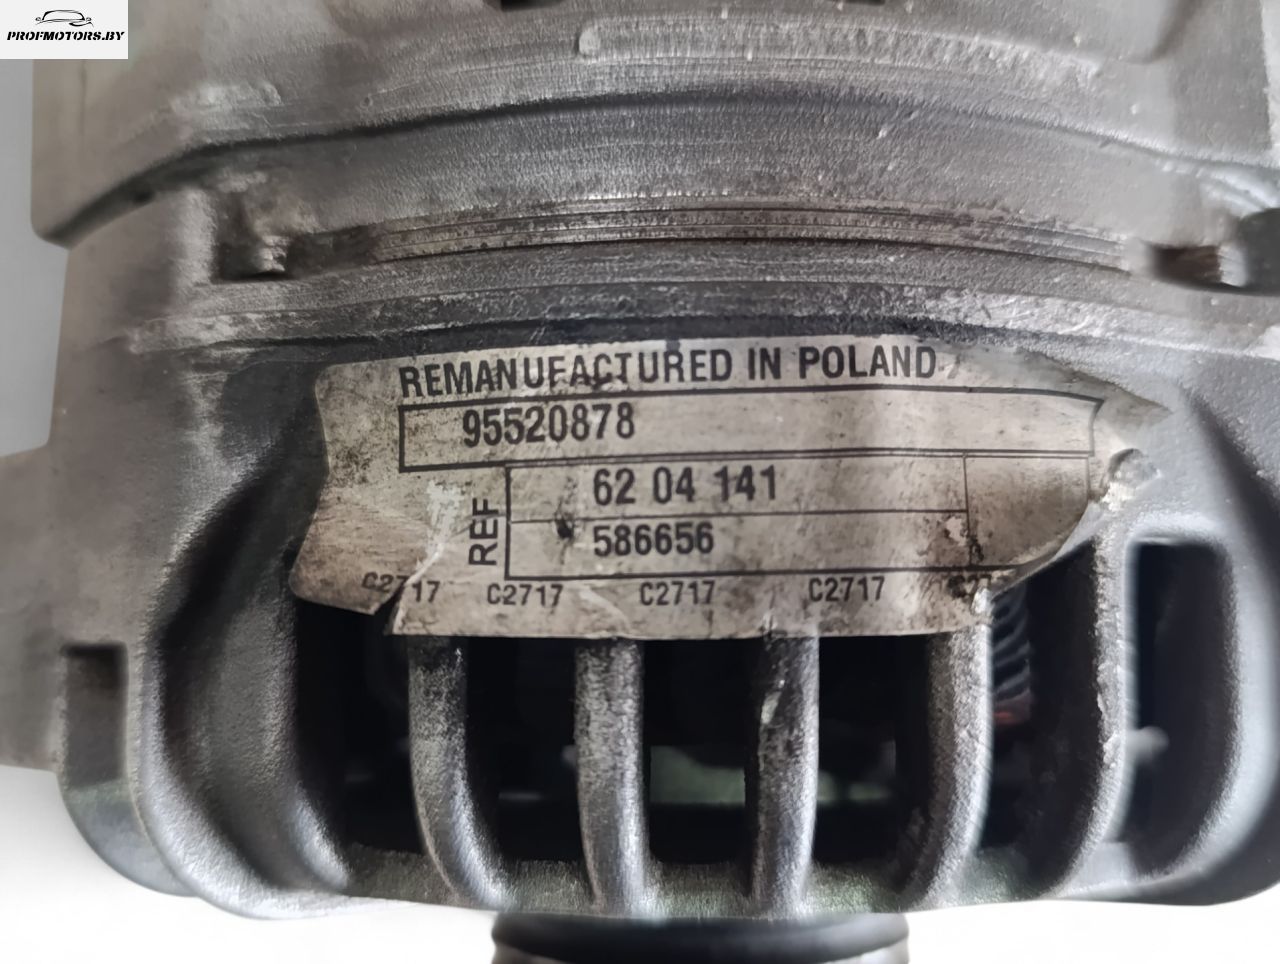 PROFMOTORS.BY
REMANUFACTURED IN POLAND
95520878
REF
62 04 141
586656
C2717 C2717 C2717 C2717